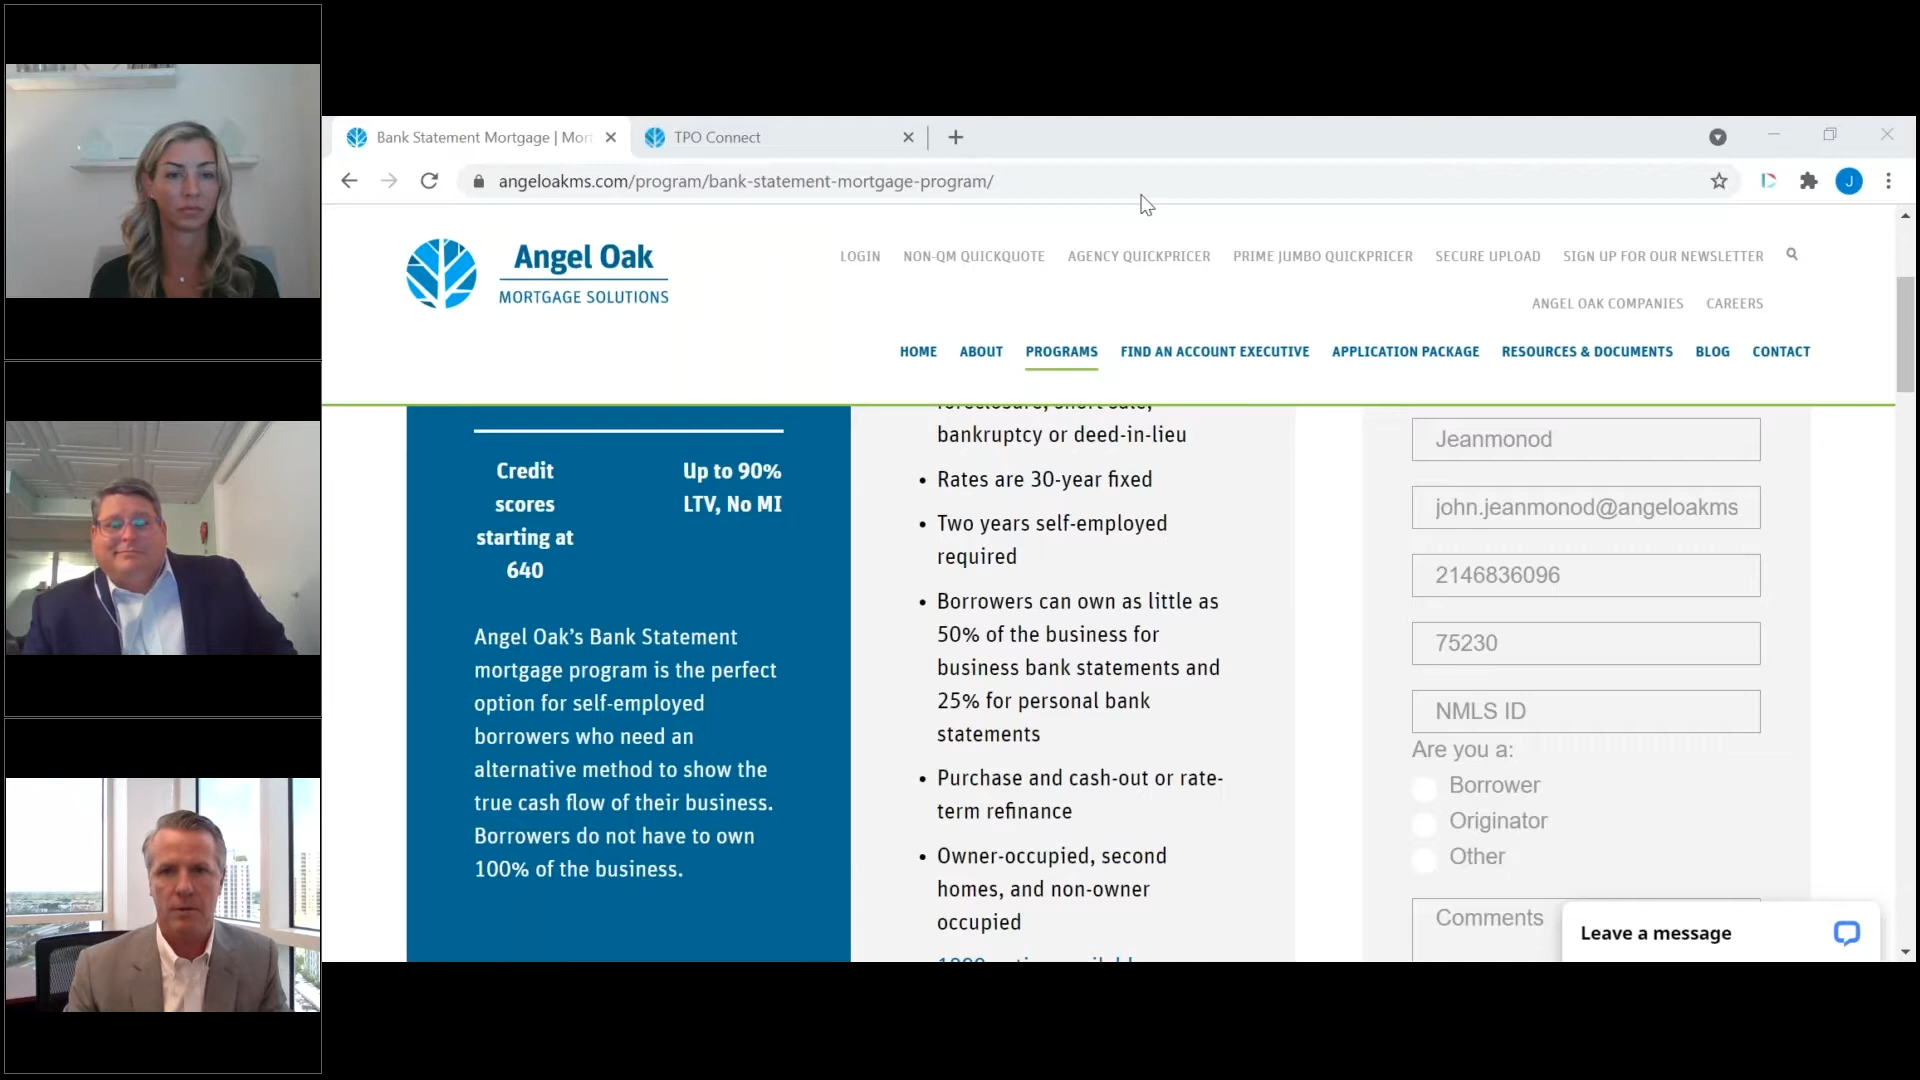 Bank Statement Mortgage | Mor
TPO Connect
angeloakms.com/program/bank-statement-mortgage-program/
J
Angel Oak
MORTGAGE SOLUTIONS
LOGIN NON-QM QUICKQUOTE AGENCY QUICKPRICER PRIME JUMBO QUICKPRICER SECURE UPLOAD SIGN UP FOR OUR NEWSLETTER
ANGEL OAK COMPANIES CAREERS
HOME ABOUT PROGRAMS FIND AN ACCOUNT EXECUTIVE APPLICATION PACKAGE RESOURCES & DOCUMENTS BLOG CONTACT
Credit
scores
starting at
640
Up to 90%
LTV, No MI
Angel Oak's Bank Statement
mortgage program is the perfect
option for self-employed
borrowers who need an
alternative method to show the
true cash flow of their business.
Borrowers do not have to own
100% of the business.
foreclosure, short sale,
bankruptcy or deed-in-lieu
• Rates are 30-year fixed
• Two years self-employed
required
• Borrowers can own as little as
50% of the business for
business bank statements and
25% for personal bank
statements
• Purchase and cash-out or rate-
term refinance
• Owner-occupied, second
homes, and non-owner
occupied
Jeanmonod
john.jeanmonod@angeloakms
2146836096
75230
NMLS ID
Are you a:
Borrower
Originator
Other
Comments
Leave a message